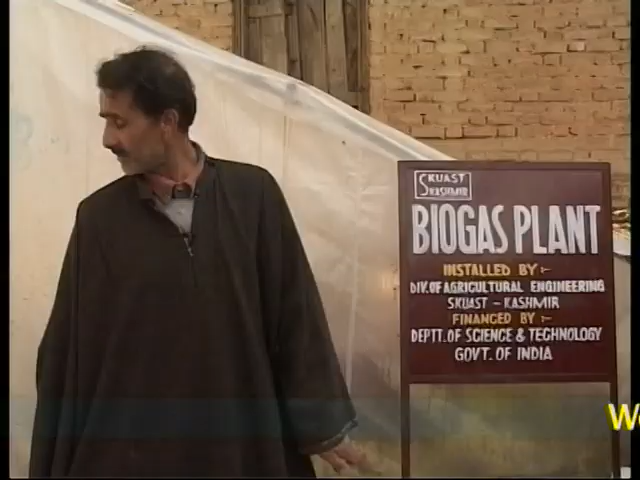 SKUAST
KASHMIR
BIOGAS PLANT
INSTALLED BY:-
DIV. OF AGRICULTURAL ENGINEERING
SKUAST - KASHMIR
FINANCED BY:-
DEPTT. OF SCIENCE & TECHNOLOGY
GOVT. OF INDIA